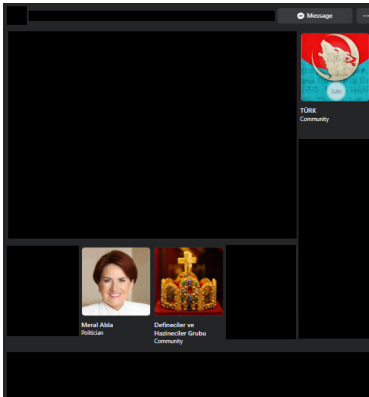 Message
TÜRK
Community
Meral Abla
Politician
Defineciler ve
Hazineciler Grubu
Community